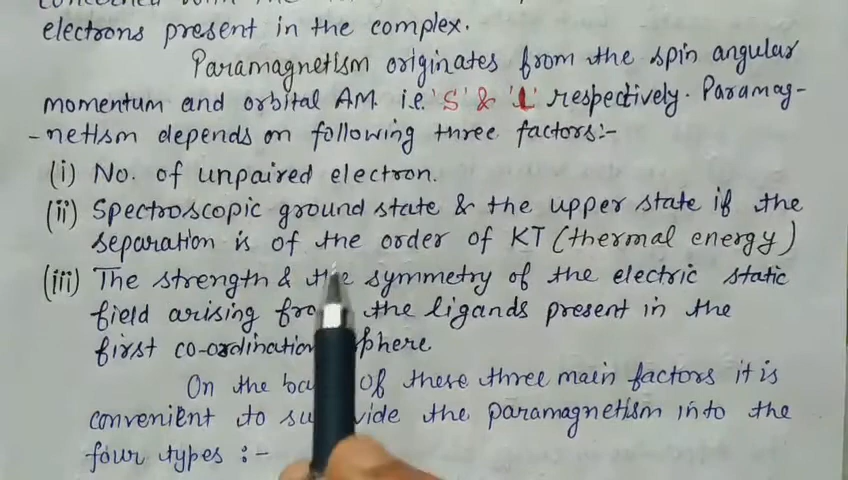 electrons present in the complex.
Paramagnetism originates from the spin angular
momentum and orbital AM. i.e. 'S' & 'L' respectively. Paramag-
-netism depends on following three factors:-
(i) No. of unpaired electron.
(ii) Spectroscopic ground state & the upper state if the
separation is of the order of KT (thermal energy)
(iii) The strength & the symmetry of the electric static
field arising the ligands present in the
first co-ordination
On the of these three main factors it is
convenient to the paramagnetism into the
four types :-